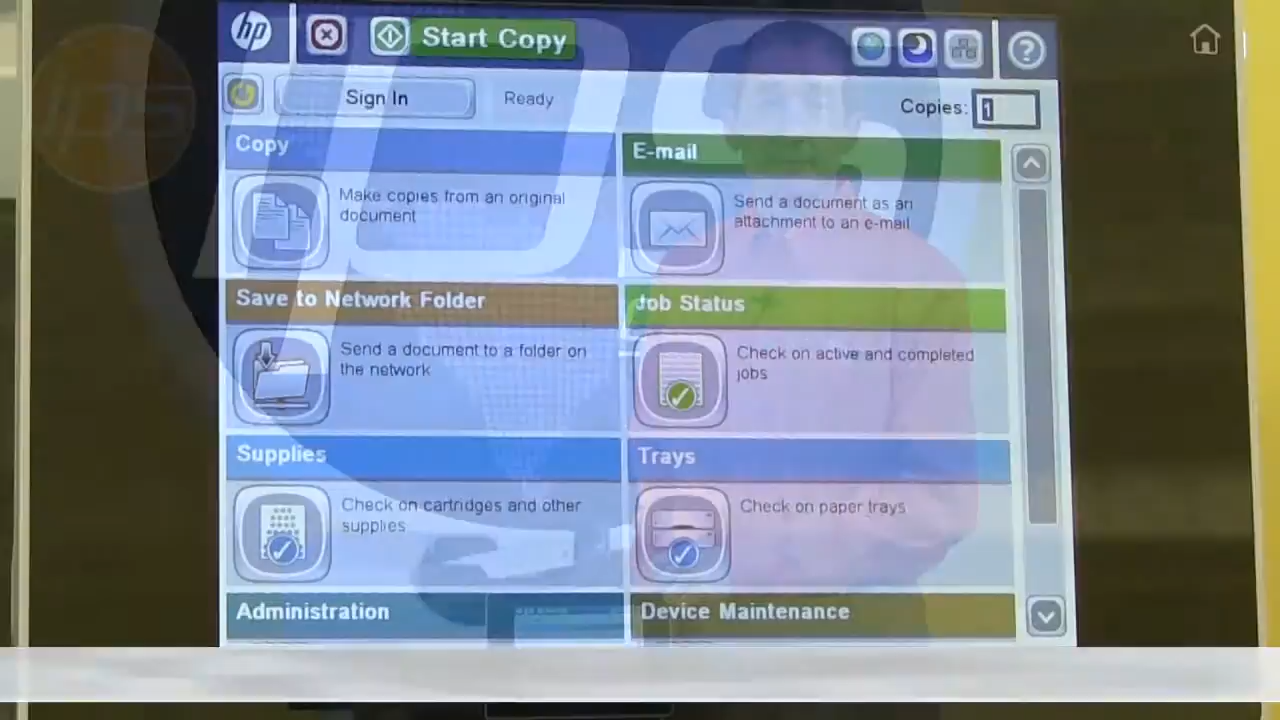 hp
Start Copy
?
Sign In
Ready
Copies: 1
Copy
Make copies from an original
document
E-mail
Send a document as an
attachment to an e-mail
Save to Network Folder
Send a document to a folder on
the network
Job Status
Check on active and completed
jobs
Supplies
Check on cartridges and other
supplies
Trays
Check on paper trays
Administration
Device Maintenance
IPS